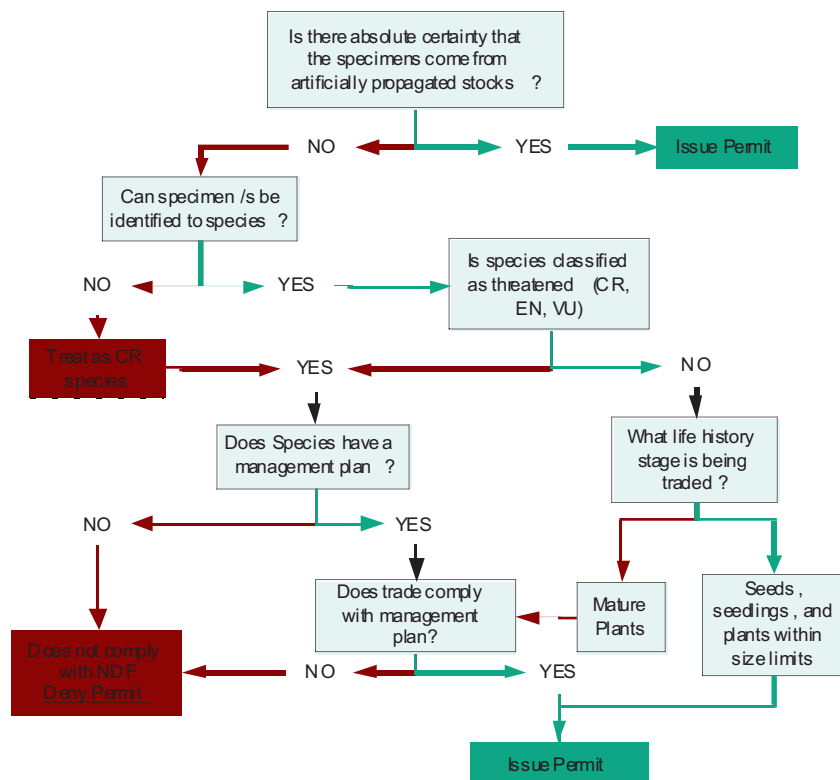 Is there absolute certainty that
the specimens come from
artificially propagated stocks ?
NO
YES
Issue Permit
Can specimen /s be
identified to species ?
NO
YES
Is species classified
as threatened (CR,
EN, VU)
Treat as CR
species
YES
NO
Does Species have a
management plan ?
What life history
stage is being
traded ?
NO
YES
Does trade comply
with management
plan?
Mature
Plants
Seeds ,
seedlings , and
plants within
size limits
Does not comply
with NDF
Deny Permit
NO
YES
Issue Permit